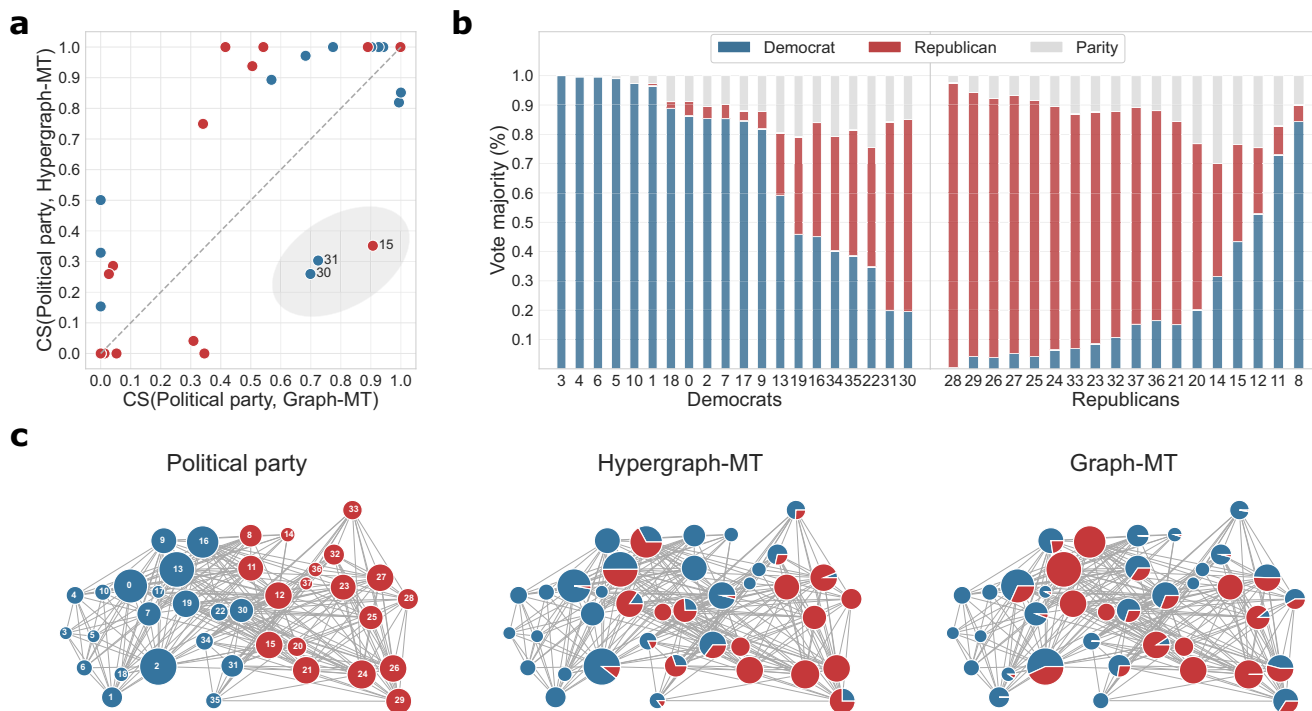 a
CS(Political party, Hypergraph-MT)
1.0
0.9
0.8
0.7
0.6
0.5
0.4
0.3
0.2
0.1
0.0
15
31
30
0.0 0.1 0.2 0.3 0.4 0.5 0.6 0.7 0.8 0.9 1.0
CS(Political party, Graph-MT)
b
Democrat Republican Parity
Vote majority (%)
1.0
0.9
0.8
0.7
0.6
0.5
0.4
0.3
0.2
0.1
3 4 6 5 10 1 18 0 2 7 17 9 13 19 16 34 35 22 31 30
Democrats
28 29 26 27 25 24 33 23 32 37 36 21 20 14 15 12 11 8
Republicans
c
Political party
33
9 16 8 14
32
13 11 36
0 37 23 27
4 10 17
12 28
7 19 22 30
25
3 5 34 15 20
6 18 2 31 21 24 26
1 35 29
Hypergraph-MT
Graph-MT